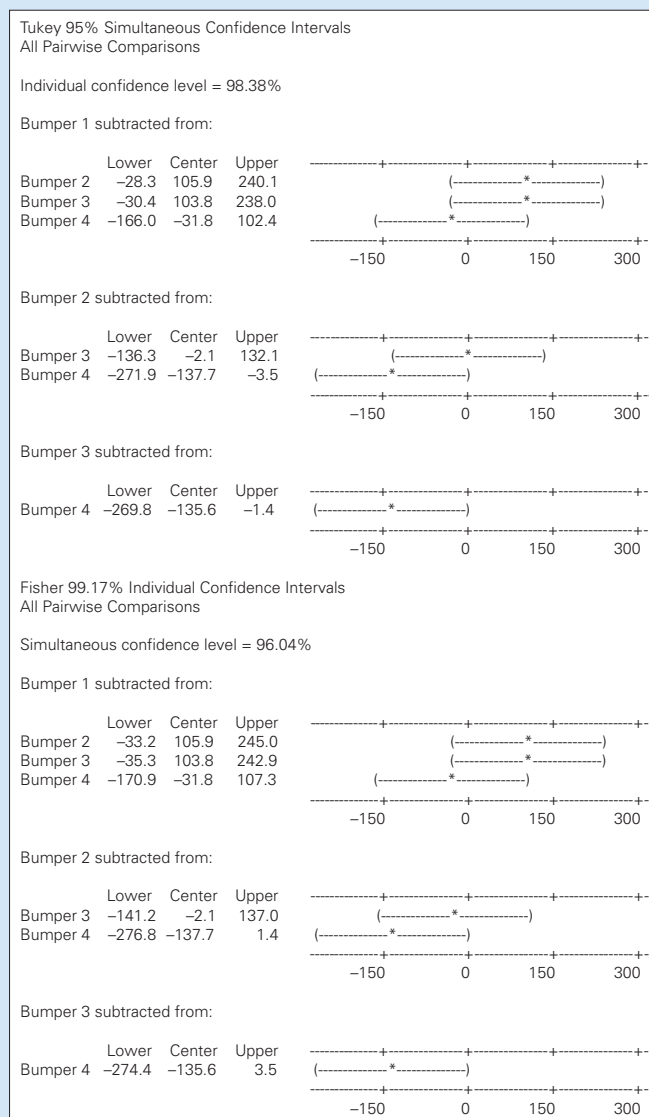 Tukey 95% Simultaneous Confidence Intervals
All Pairwise Comparisons
Individual confidence level = 98.38%
Bumper 1 subtracted from:
Lower Center Upper --------------+---------------+---------------+---------------+-
Bumper 2 –28.3 105.9 240.1 (-------------*-------------)
Bumper 3 –30.4 103.8 238.0 (-------------*-------------)
Bumper 4 –166.0 –31.8 102.4 (-------------*-------------)
--------------+---------------+---------------+---------------+-
–150 0 150 300
Bumper 2 subtracted from:
Lower Center Upper --------------+---------------+---------------+---------------+-
Bumper 3 –136.3 –2.1 132.1 (-------------*-------------)
Bumper 4 –271.9 –137.7 –3.5 (-------------*-------------)
--------------+---------------+---------------+---------------+-
–150 0 150 300
Bumper 3 subtracted from:
Lower Center Upper --------------+---------------+---------------+---------------+-
Bumper 4 –269.8 –135.6 –1.4 (-------------*-------------)
--------------+---------------+---------------+---------------+-
–150 0 150 300
Fisher 99.17% Individual Confidence Intervals
All Pairwise Comparisons
Simultaneous confidence level = 96.04%
Bumper 1 subtracted from:
Lower Center Upper --------------+---------------+---------------+---------------+-
Bumper 2 –33.2 105.9 245.0 (-------------*-------------)
Bumper 3 –35.3 103.8 242.9 (-------------*-------------)
Bumper 4 –170.9 –31.8 107.3 (-------------*-------------)
--------------+---------------+---------------+---------------+-
–150 0 150 300
Bumper 2 subtracted from:
Lower Center Upper --------------+---------------+---------------+---------------+-
Bumper 3 –141.2 –2.1 137.0 (-------------*-------------)
Bumper 4 –276.8 –137.7 1.4 (-------------*-------------)
--------------+---------------+---------------+---------------+-
–150 0 150 300
Bumper 3 subtracted from:
Lower Center Upper --------------+---------------+---------------+---------------+-
Bumper 4 –274.4 –135.6 3.5 (-------------*-------------)
--------------+---------------+---------------+---------------+-
–150 0 150 300